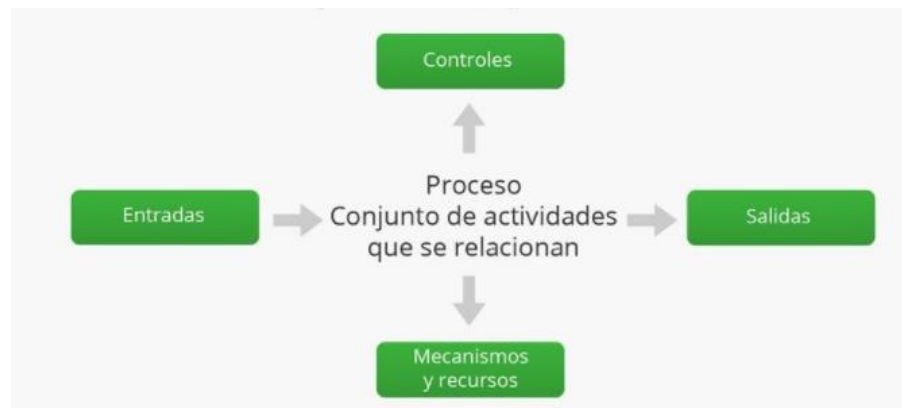 Controles
Proceso
Entradas
Conjunto de actividades
Salidas
que se relacionan
Mecanismos
y recursos